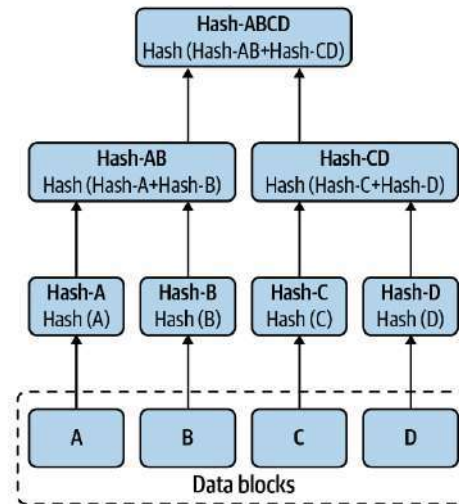 Hash-ABCD
Hash (Hash-AB+Hash-CD)
Hash-AB
Hash (Hash-A+Hash-B)
Hash-CD
Hash (Hash-C+Hash-D)
Hash-A
Hash (A)
Hash-B
Hash (B)
Hash-C
Hash (C)
Hash-D
Hash (D)
A
B
C
D
Data blocks